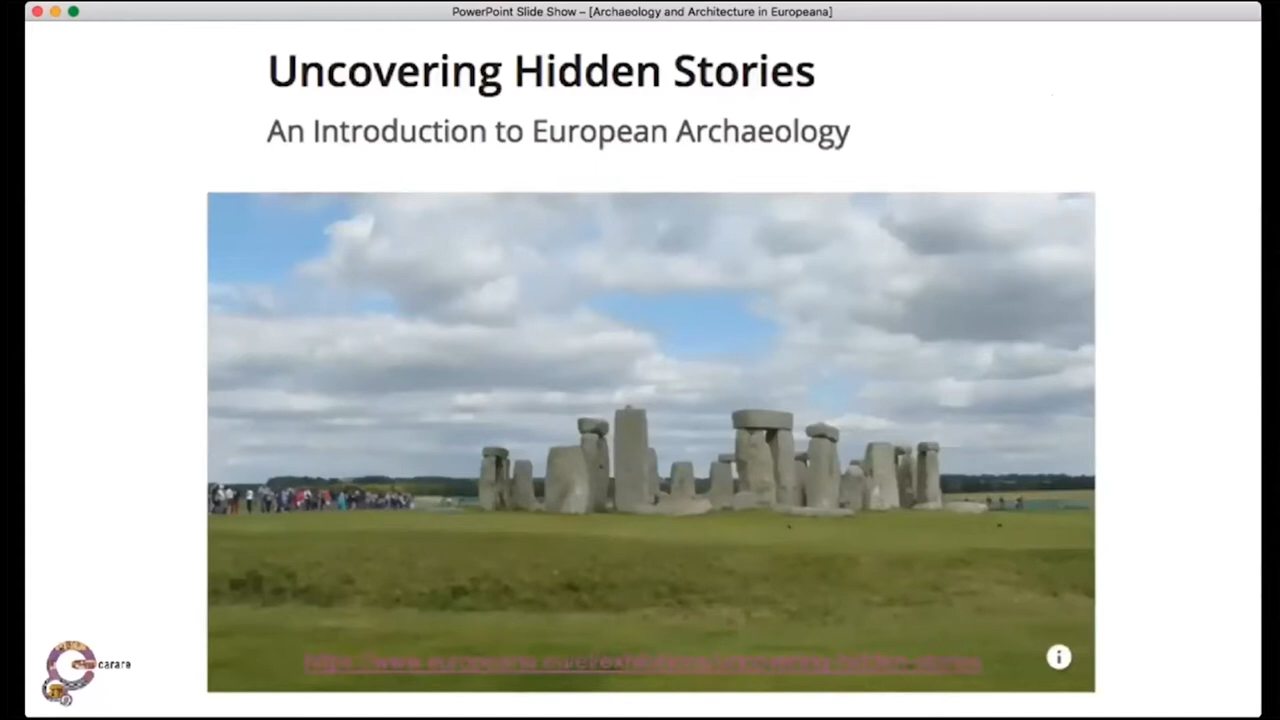 PowerPoint Slide Show – [Archaeology and Architecture in Europeana]
Uncovering Hidden Stories
An Introduction to European Archaeology
i
carare